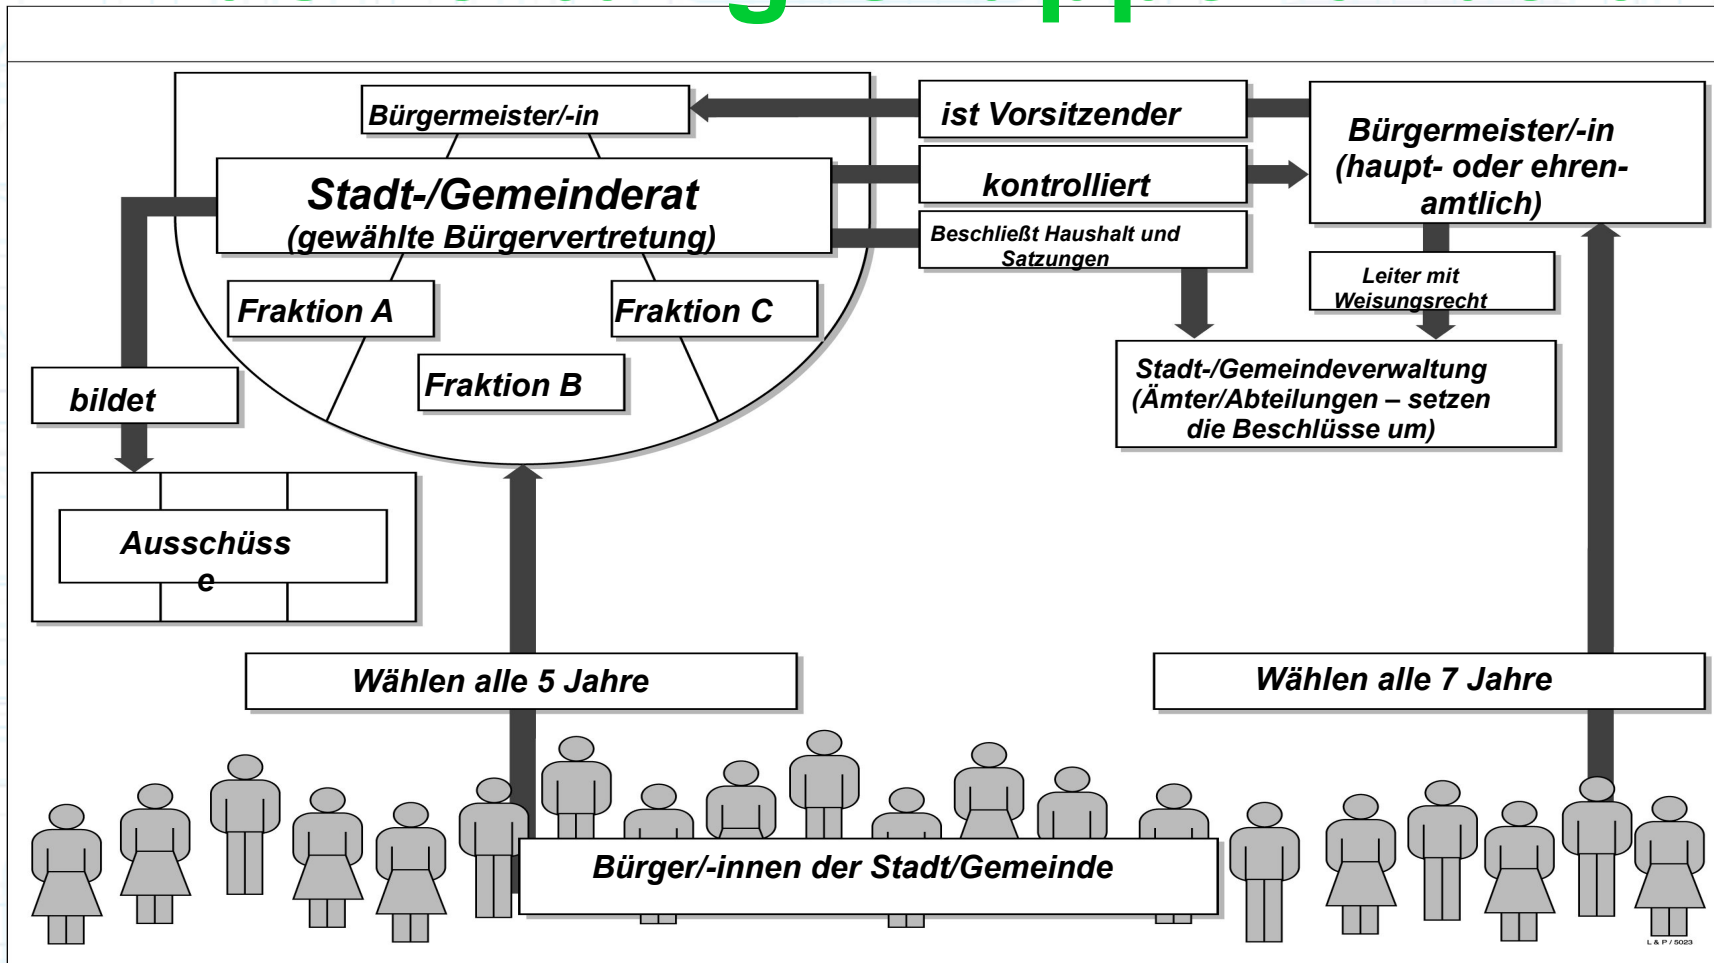 Bürgermeister/-in
ist Vorsitzender
Bürgermeister/-in
(haupt- oder ehren-
amtlich)
Stadt-/Gemeinderat
(gewählte Bürgervertretung)
kontrolliert
Beschließt Haushalt und
Satzungen
Leiter mit
Weisungsrecht
Fraktion A
Fraktion C
Fraktion B
Stadt-/Gemeindeverwaltung
(Ämter/Abteilungen – setzen
die Beschlüsse um)
bildet
Ausschüss
e
Wählen alle 5 Jahre
Wählen alle 7 Jahre
Bürger/-innen der Stadt/Gemeinde
L & P / 5023